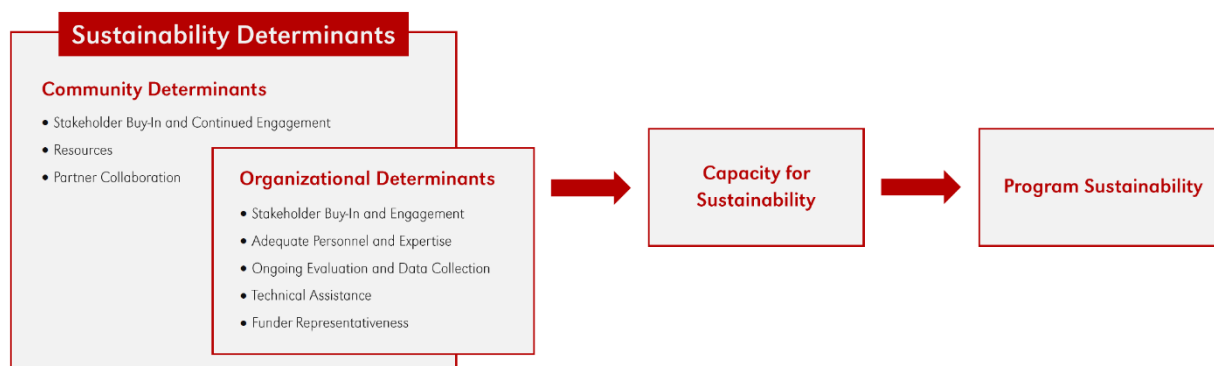 Sustainability Determinants
Community Determinants
• Stakeholder Buy-In and Continued Engagement
• Resources
• Partner Collaboration
Organizational Determinants
• Stakeholder Buy-In and Engagement
• Adequate Personnel and Expertise
• Ongoing Evaluation and Data Collection
• Technical Assistance
• Funder Representativeness
Capacity for
Sustainability
Program Sustainability